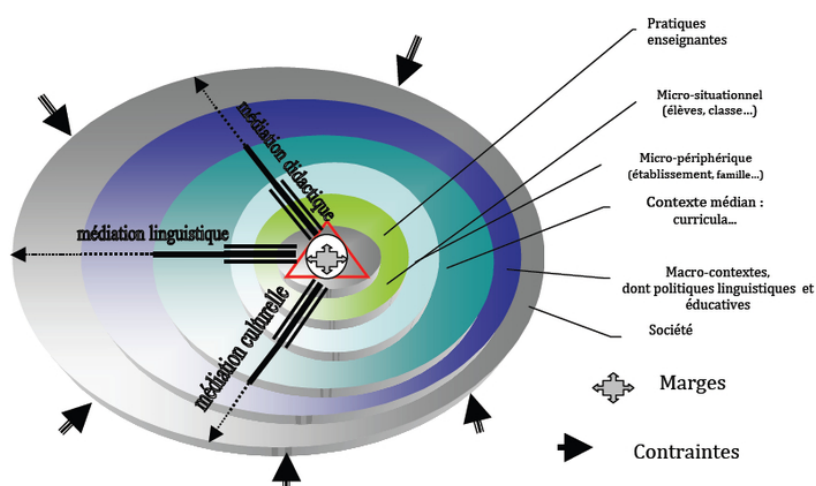 Pratiques
enseignantes
médiation didactique
Micro-situationnel
(élèves, classe...)
Micro-périphérique
(établissement, famille...)
Contexte médian :
curricula...
médiation linguistique
Macro-contextes,
dont politiques linguistiques et
éducatives
médiation culturelle
Société
Marges
Contraintes